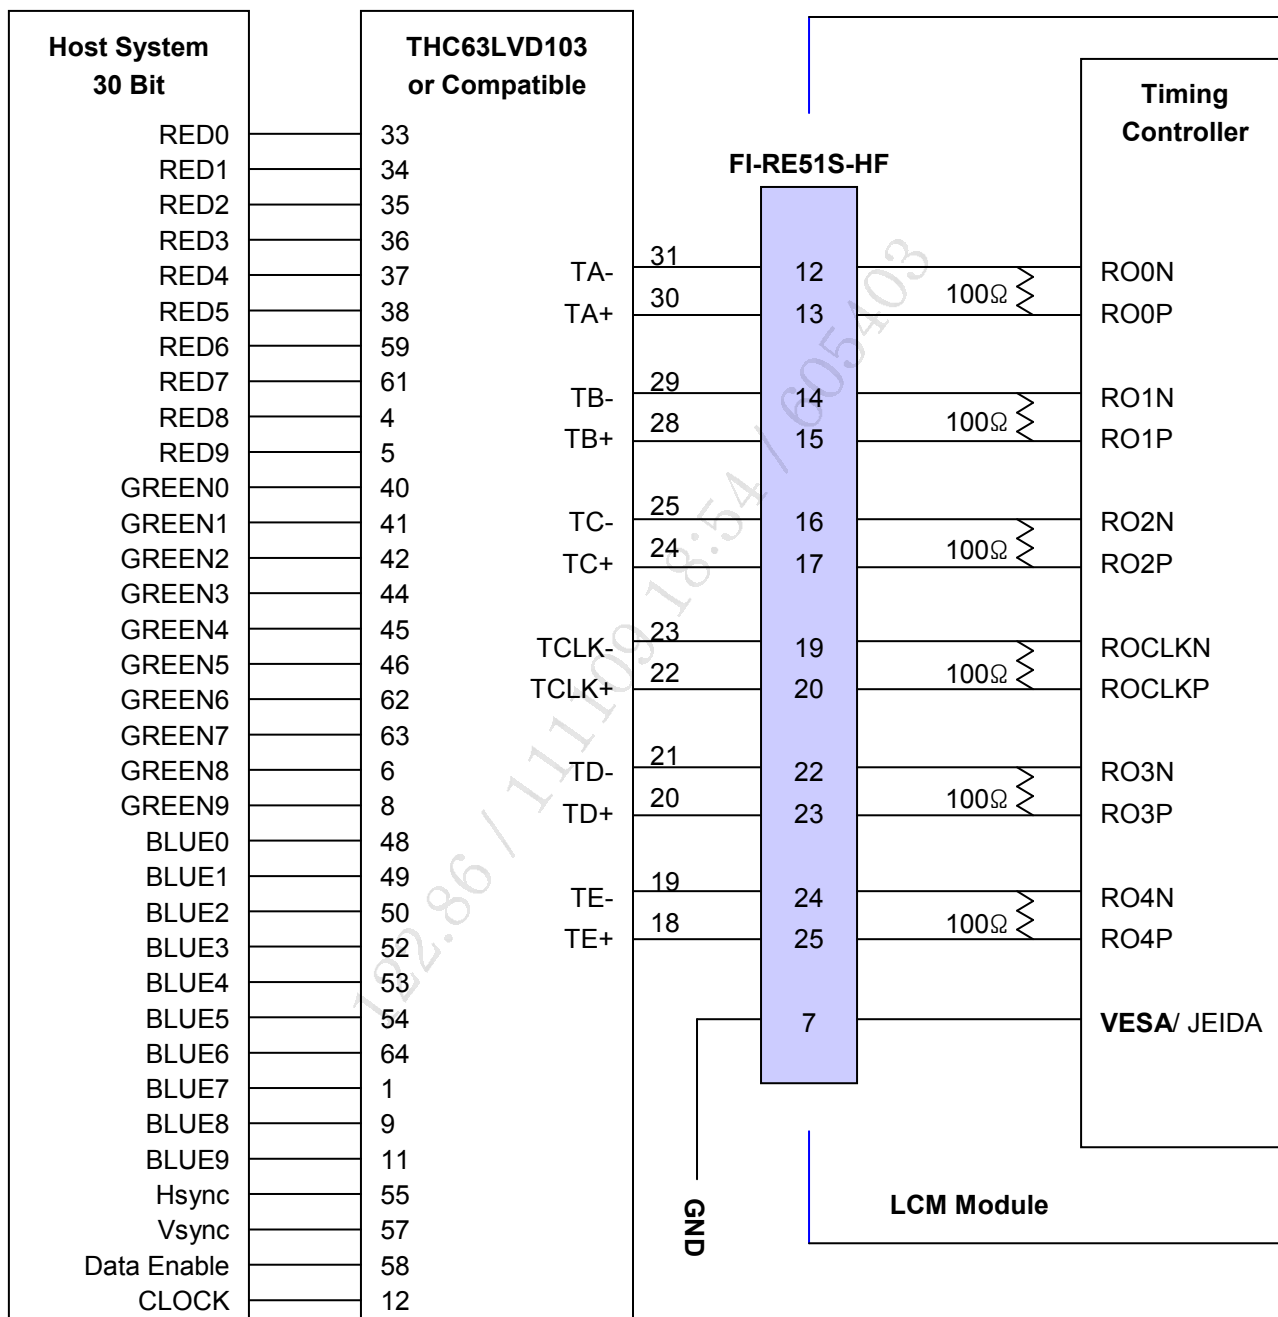 Host System
30 Bit
RED0
RED1
RED2
RED3
RED4
RED5
RED6
RED7
RED8
RED9
GREEN0
GREEN1
GREEN2
GREEN3
GREEN4
GREEN5
GREEN6
GREEN7
GREEN8
GREEN9
BLUE0
BLUE1
BLUE2
BLUE3
BLUE4
BLUE5
BLUE6
BLUE7
BLUE8
BLUE9
Hsync
Vsync
Data Enable
CLOCK
THC63LVD103
or Compatible
33
34
35
36
37
38
59
61
4
5
40
41
42
44
45
46
62
63
6
8
48
49
50
52
53
54
64
1
9
11
55
57
58
12
TA-
TA+
TB-
TB+
TC-
TC+
TCLK-
TCLK+
TD-
TD+
TE-
TE+
31
30
29
28
25
24
23
22
21
20
19
18
GND
FI-RE51S-HF
12
13
14
15
16
17
19
20
22
23
24
25
7
100Ω
100Ω
100Ω
100Ω
100Ω
100Ω
Timing
Controller
RO0N
RO0P
RO1N
RO1P
RO2N
RO2P
ROCLKN
ROCLKP
RO3N
RO3P
RO4N
RO4P
VESA/ JEIDA
LCM Module
122.86 / 111109 18:54 / 605403